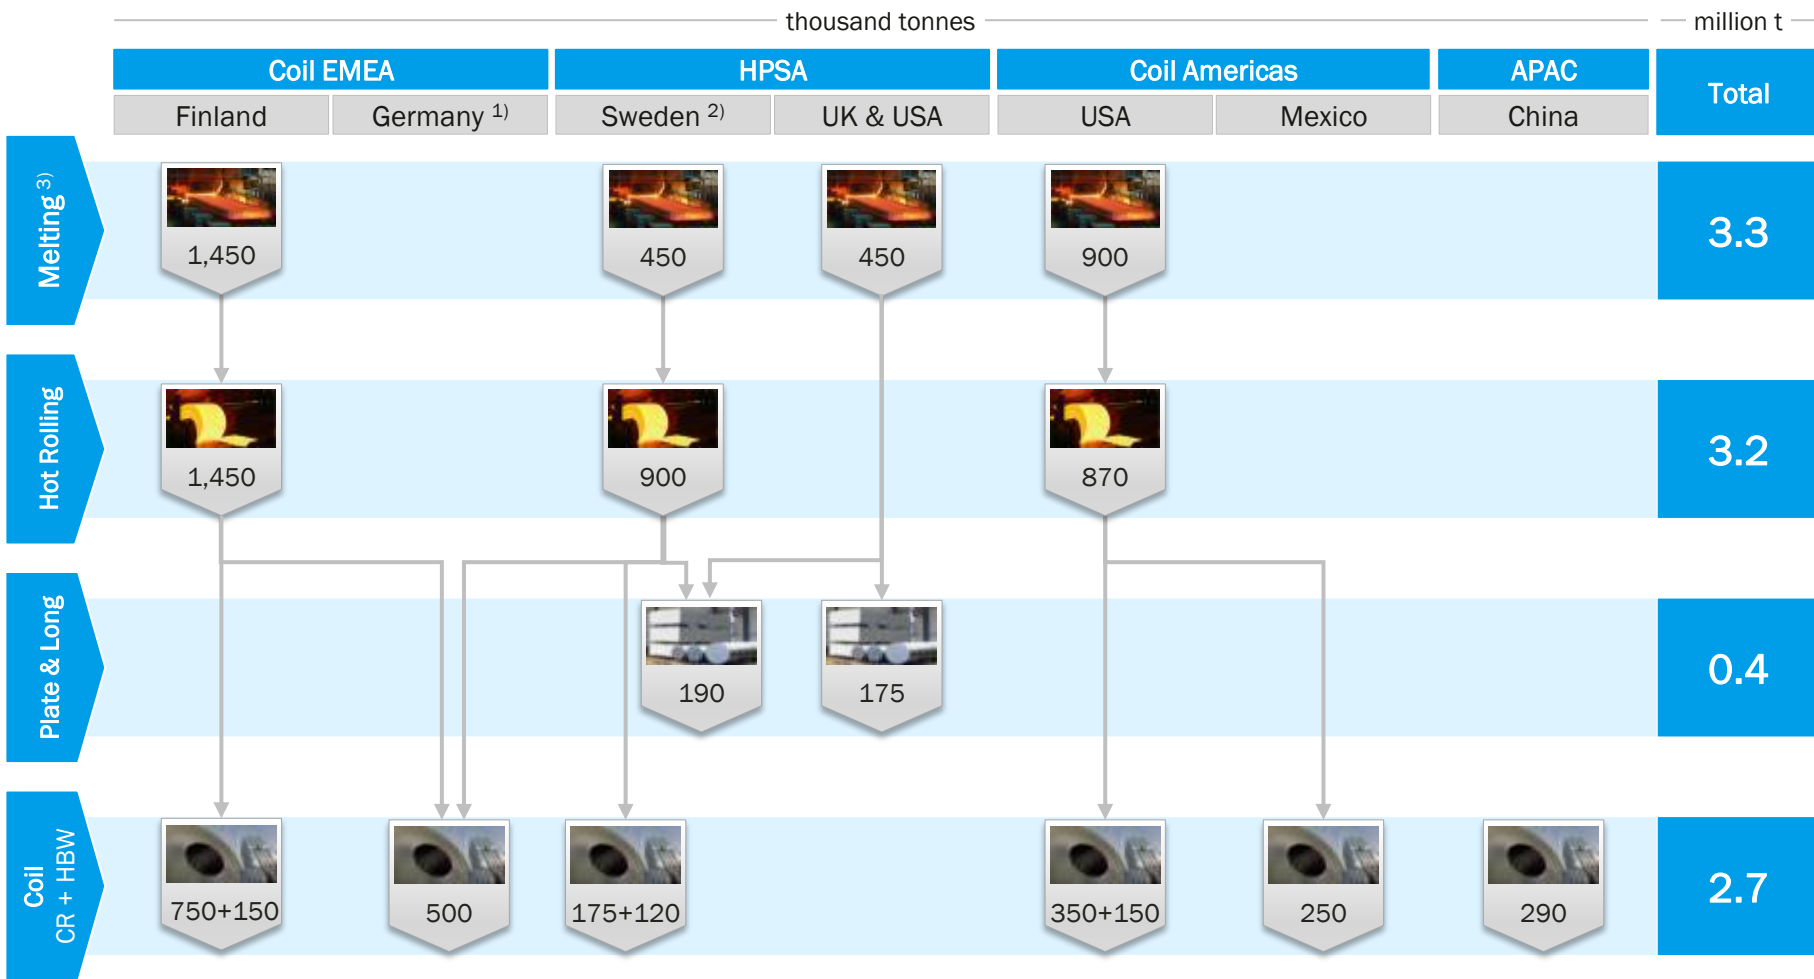 thousand tonnes
million t
Coil EMEA
HPSA
Coil Americas
APAC
Total
Finland
Germany 1)
Sweden 2)
UK & USA
USA
Mexico
China
Melting 3)
1,450
450
450
900
3.3
Hot Rolling
1,450
900
870
3.2
Plate & Long
190
175
0.4
Coil
CR + HBW
750+150
500
175+120
350+150
250
290
2.7